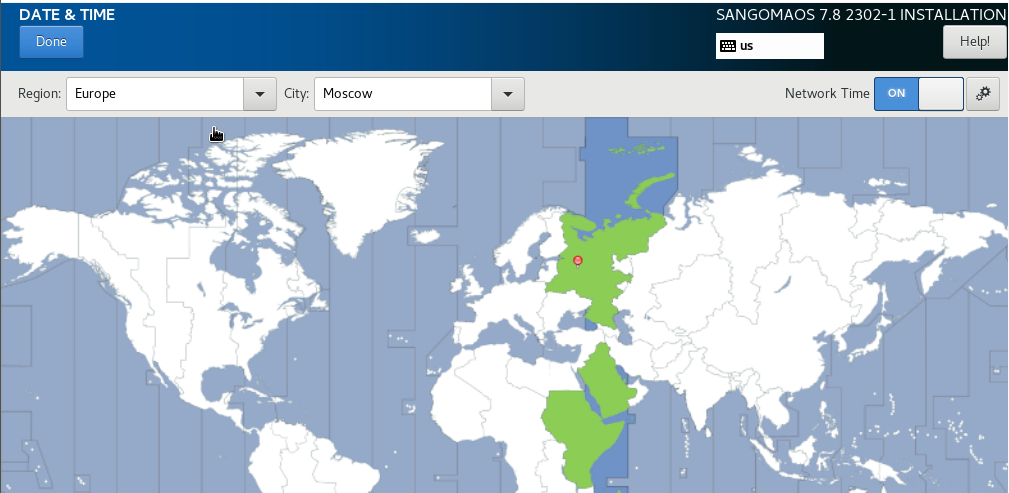 DATE & TIME
SANGOMAOS 7.8 2302-1 INSTALLATION
Done
us
Help!
Region:
Europe
City:
Moscow
Network Time
ON